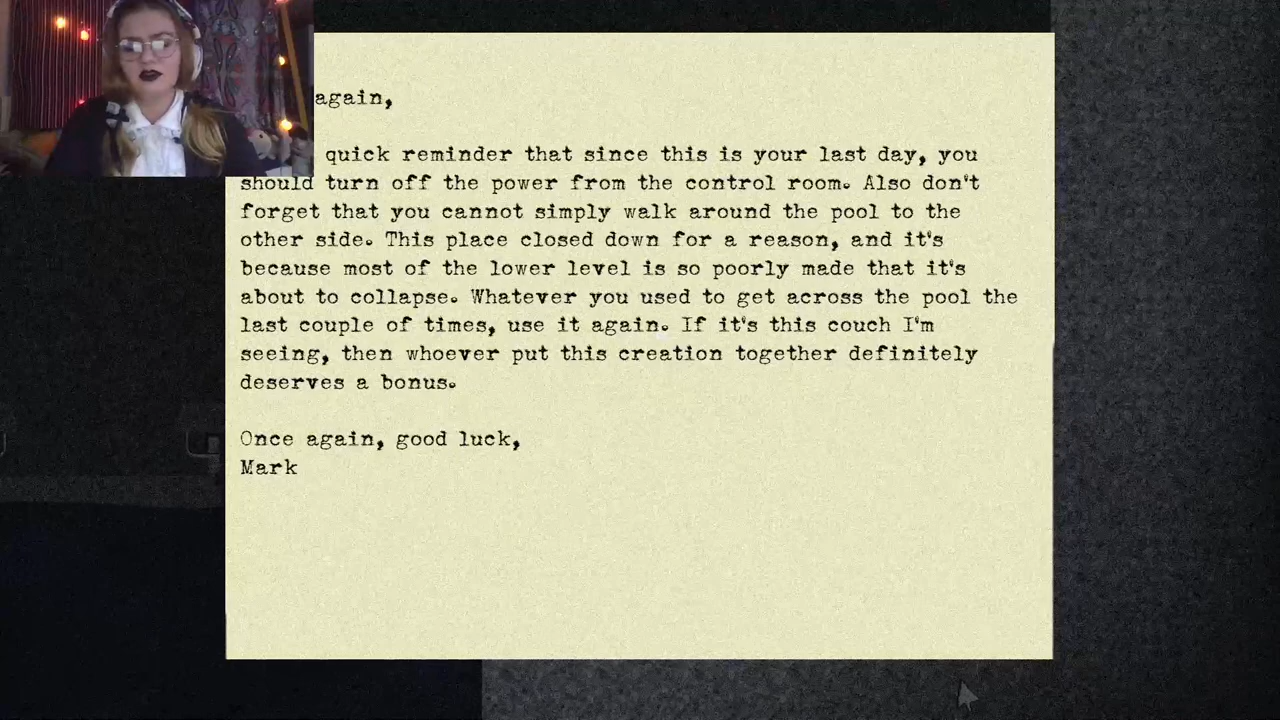 again,
quick reminder that since this is your last day, you
should turn off the power from the control room. Also don't
forget that you cannot simply walk around the pool to the
other side. This place closed down for a reason, and it's
because most of the lower level is so poorly made that it's
about to collapse. Whatever you used to get across the pool the
last couple of times, use it again. If it's this couch I'm
seeing, then whoever put this creation together definitely
deserves a bonus.
Once again, good luck,
Mark